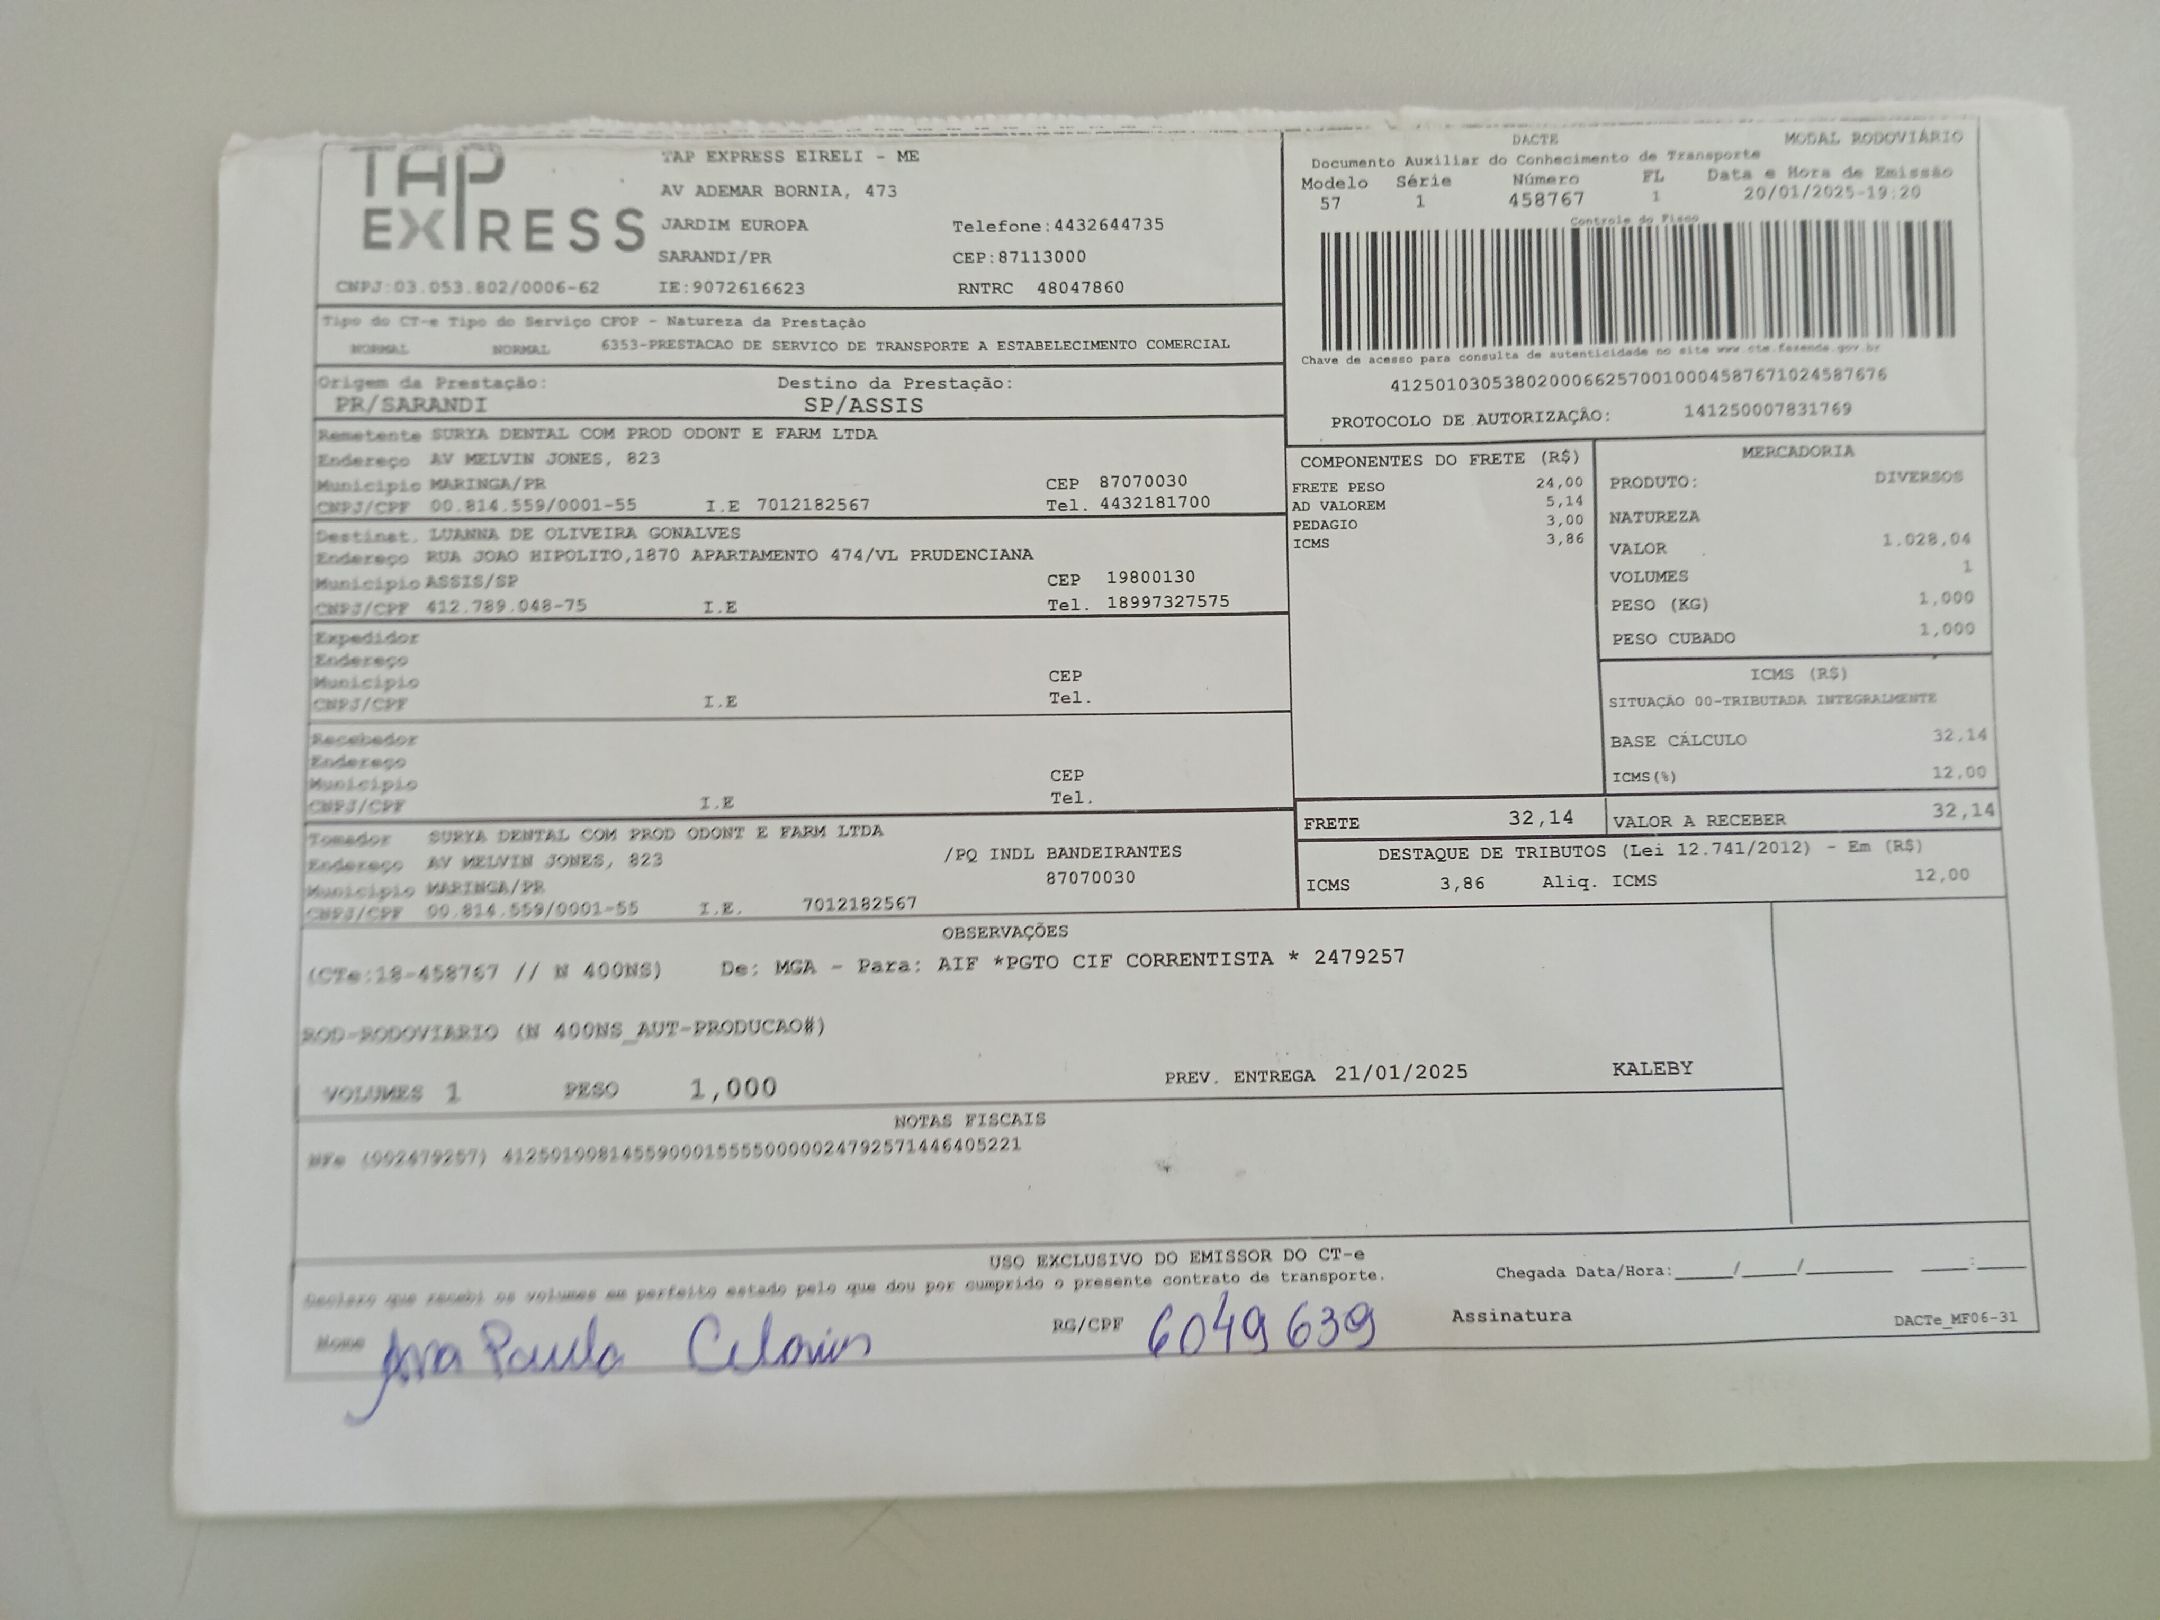 TAP EXPRESS
TAP EXPRESS EIRELI - ME
AV ADEMAR BORNIA, 473
JARDIM EUROPA Telefone:4432644735
SARANDI/PR CEP:87113000
CNPJ:03.053.802/0006-62 IE:9072616623 RNTRC 48047860
DACTE MODAL RODOVIÁRIO
Documento Auxiliar do Conhecimento de Transporte
Modelo Série Número FL Data e Hora de Emissão
57 1 458767 1 20/01/2025-19:20
Controle do Fisco
Chave de acesso para consulta de autenticidade no site www.cte.fazenda.gov.br
41250103053802000662570010004587671024587676
PROTOCOLO DE AUTORIZAÇÃO: 141250007831769
Tipo do CT-e Tipo do Serviço CFOP - Natureza da Prestação
NORMAL NORMAL 6353-PRESTACAO DE SERVICO DE TRANSPORTE A ESTABELECIMENTO COMERCIAL
Origem da Prestação: Destino da Prestação:
PR/SARANDI SP/ASSIS
Remetente SURYA DENTAL COM PROD ODONT E FARM LTDA
Endereço AV MELVIN JONES, 823
Município MARINGA/PR CEP 87070030
CNPJ/CPF 00.814.559/0001-55 I.E 7012182567 Tel. 4432181700
Destinat. LUANNA DE OLIVEIRA GONALVES
Endereço RUA JOAO HIPOLITO,1870 APARTAMENTO 474/VL PRUDENCIANA
Município ASSIS/SP CEP 19800130
CNPJ/CPF 412.789.048-75 I.E Tel. 18997327575
Expedidor
Endereço
Município CEP
CNPJ/CPF I.E Tel.
Recebedor
Endereço
Município CEP
CNPJ/CPF I.E Tel.
Tomador SURYA DENTAL COM PROD ODONT E FARM LTDA
Endereço AV MELVIN JONES, 823 /PQ INDL BANDEIRANTES
Município MARINGA/PR 87070030
CNPJ/CPF 00.814.559/0001-55 I.E. 7012182567
COMPONENTES DO FRETE (R$)
FRETE PESO 24,00
AD VALOREM 5,14
PEDAGIO 3,00
ICMS 3,86
MERCADORIA
PRODUTO: DIVERSOS
NATUREZA
VALOR 1.028,04
VOLUMES 1
PESO (KG) 1,000
PESO CUBADO 1,000
ICMS (R$)
SITUAÇÃO 00-TRIBUTADA INTEGRALMENTE
BASE CÁLCULO 32,14
ICMS(%) 12,00
FRETE 32,14 VALOR A RECEBER 32,14
DESTAQUE DE TRIBUTOS (Lei 12.741/2012) - Em (R$)
ICMS 3,86 Aliq. ICMS 12,00
OBSERVAÇÕES
(CTe:18-458767 // N 400NS) De: MGA - Para: AIF *PGTO CIF CORRENTISTA * 2479257
ROD-RODOVIARIO (N 400NS_AUT-PRODUCAO#)
VOLUMES 1 PESO 1,000 PREV. ENTREGA 21/01/2025 KALEBY
NOTAS FISCAIS
NFe (002479257) 41250100814559000155550000024792571446405221
USO EXCLUSIVO DO EMISSOR DO CT-e
Declaro que recebi os volumes em perfeito estado pelo que dou por cumprido o presente contrato de transporte. Chegada Data/Hora:____/____/______ ___:___
Nome Ana Paula RG/CPF 6049639 Assinatura DACTe_MF06-31